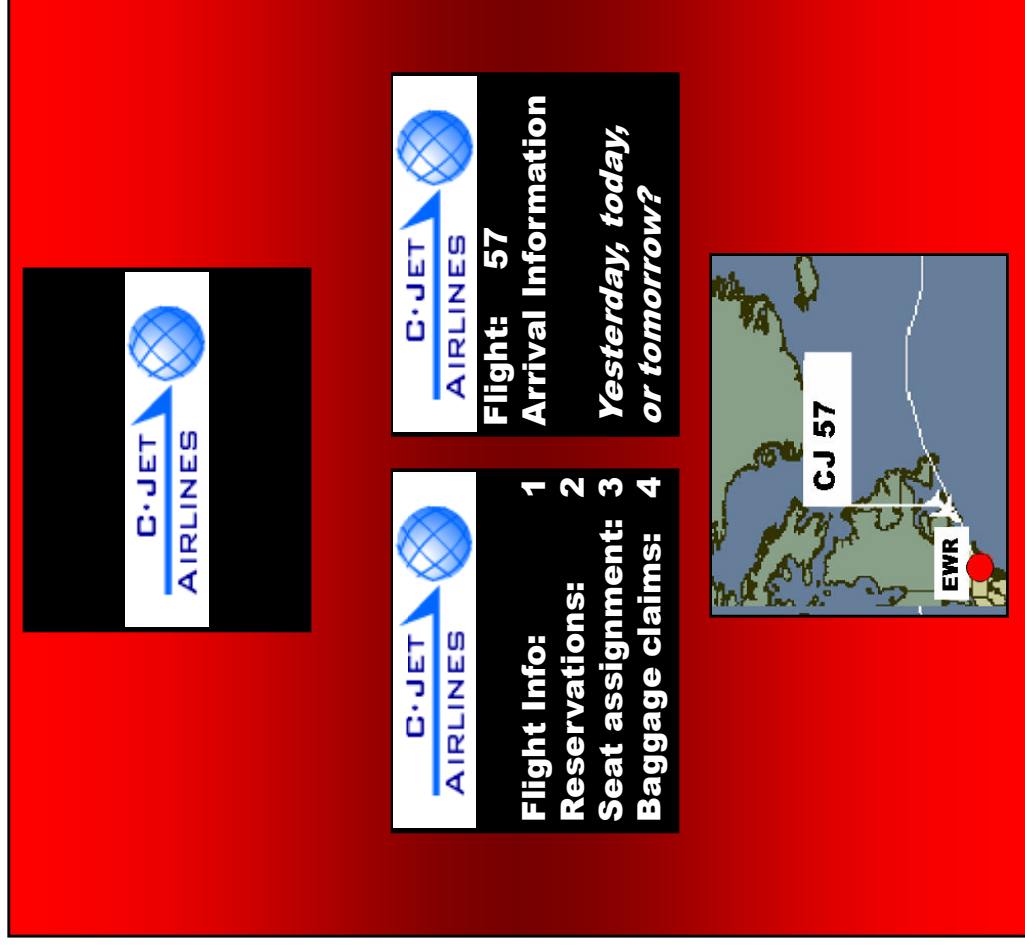 C·JET
AIRLINES
C·JET
AIRLINES
Flight Info: 1
Reservations: 2
Seat assignment: 3
Baggage claims: 4
C·JET
AIRLINES
Flight: 57
Arrival Information
Yesterday, today,
or tomorrow?
CJ 57
EWR